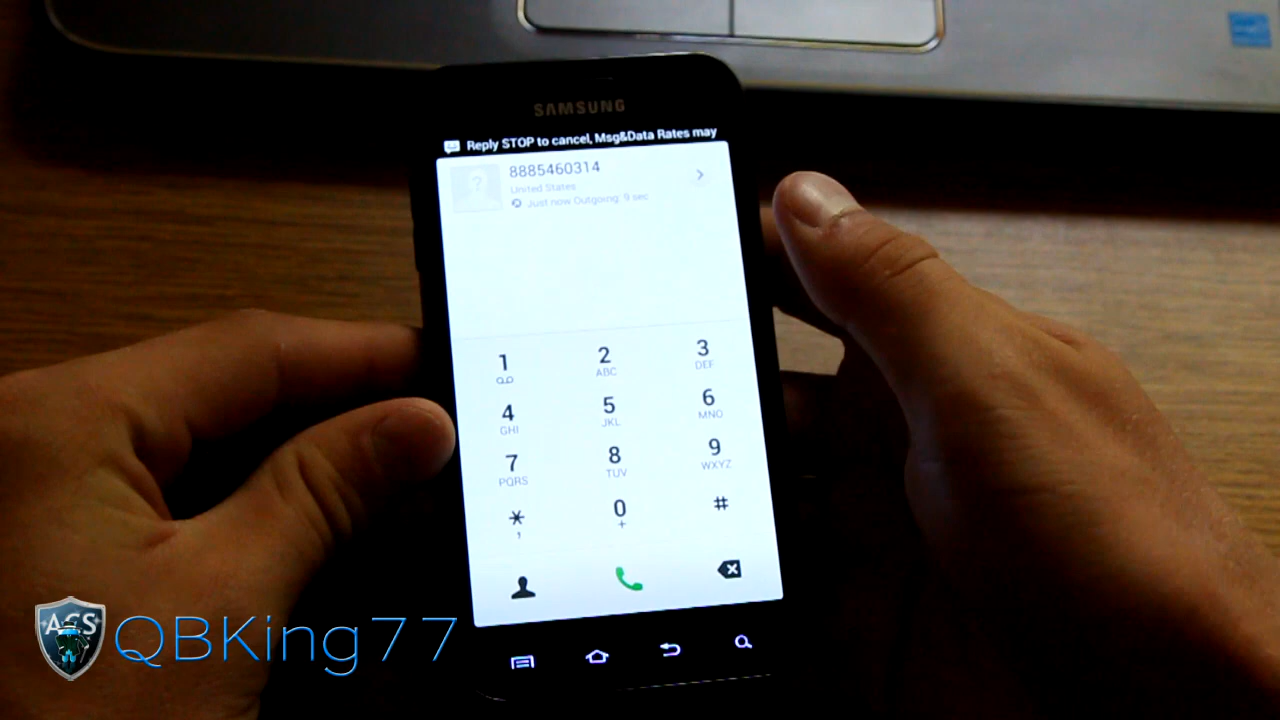 SAMSUNG
Reply STOP to cancel, Msg&Data Rates may
8885460314
United States
Just now Outgoing: 9 sec
1
2
ABC
3
DEF
4
GHI
5
JKL
6
MNO
7
PQRS
8
TUV
9
WXYZ
*
,
0
+
#
ACS
QBKing77